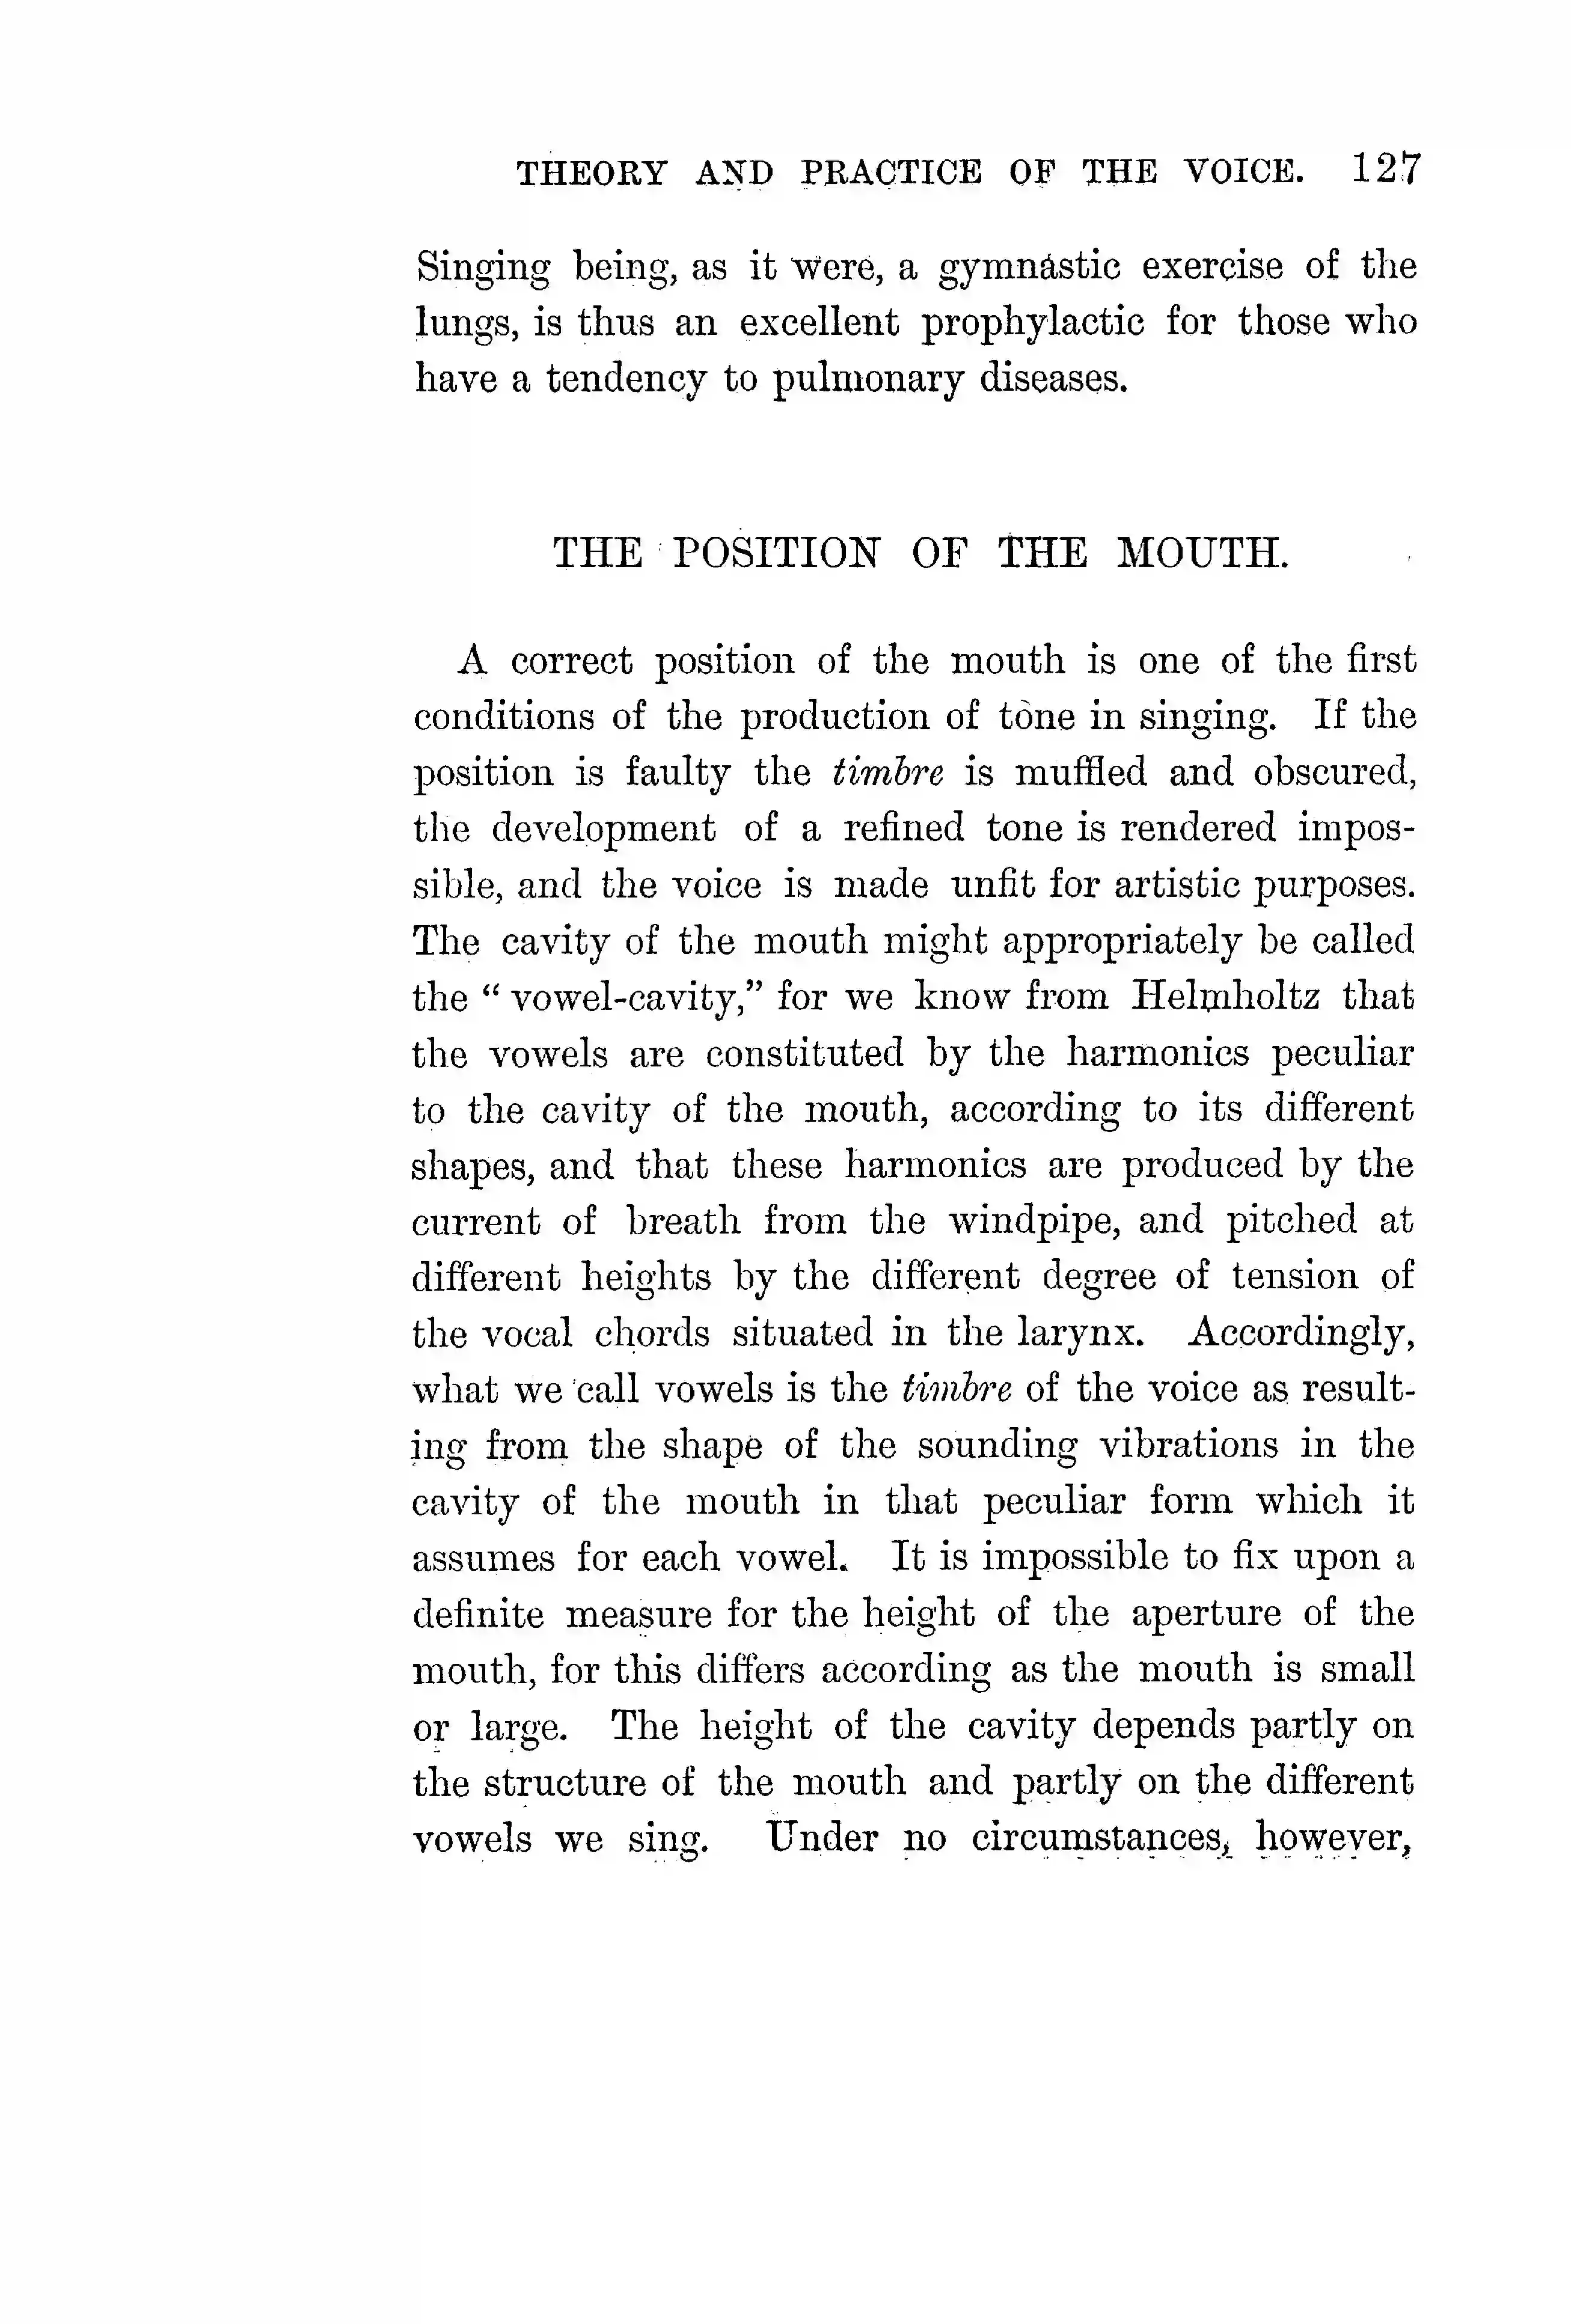 THEORY AND PRACTICE OF THE VOICE. 127
Singing being, as it were, a gymnastic exercise of the
lungs, is thus an excellent prophylactic for those who
have a tendency to pulmonary diseases.
THE POSITION OF THE MOUTH.
A correct position of the mouth is one of the first
conditions of the production of tone in singing. If the
position is faulty the timbre is muffled and obscured,
the development of a refined tone is rendered impos-
sible, and the voice is made unfit for artistic purposes.
The cavity of the mouth might appropriately be called
the “vowel-cavity,” for we know from Helmholtz that
the vowels are constituted by the harmonics peculiar
to the cavity of the mouth, according to its different
shapes, and that these harmonics are produced by the
current of breath from the windpipe, and pitched at
different heights by the different degree of tension of
the vocal chords situated in the larynx. Accordingly,
what we call vowels is the timbre of the voice as result-
ing from the shape of the sounding vibrations in the
cavity of the mouth in that peculiar form which it
assumes for each vowel. It is impossible to fix upon a
definite measure for the height of the aperture of the
mouth, for this differs according as the mouth is small
or large. The height of the cavity depends partly on
the structure of the mouth and partly on the different
vowels we sing. Under no circumstances, however,